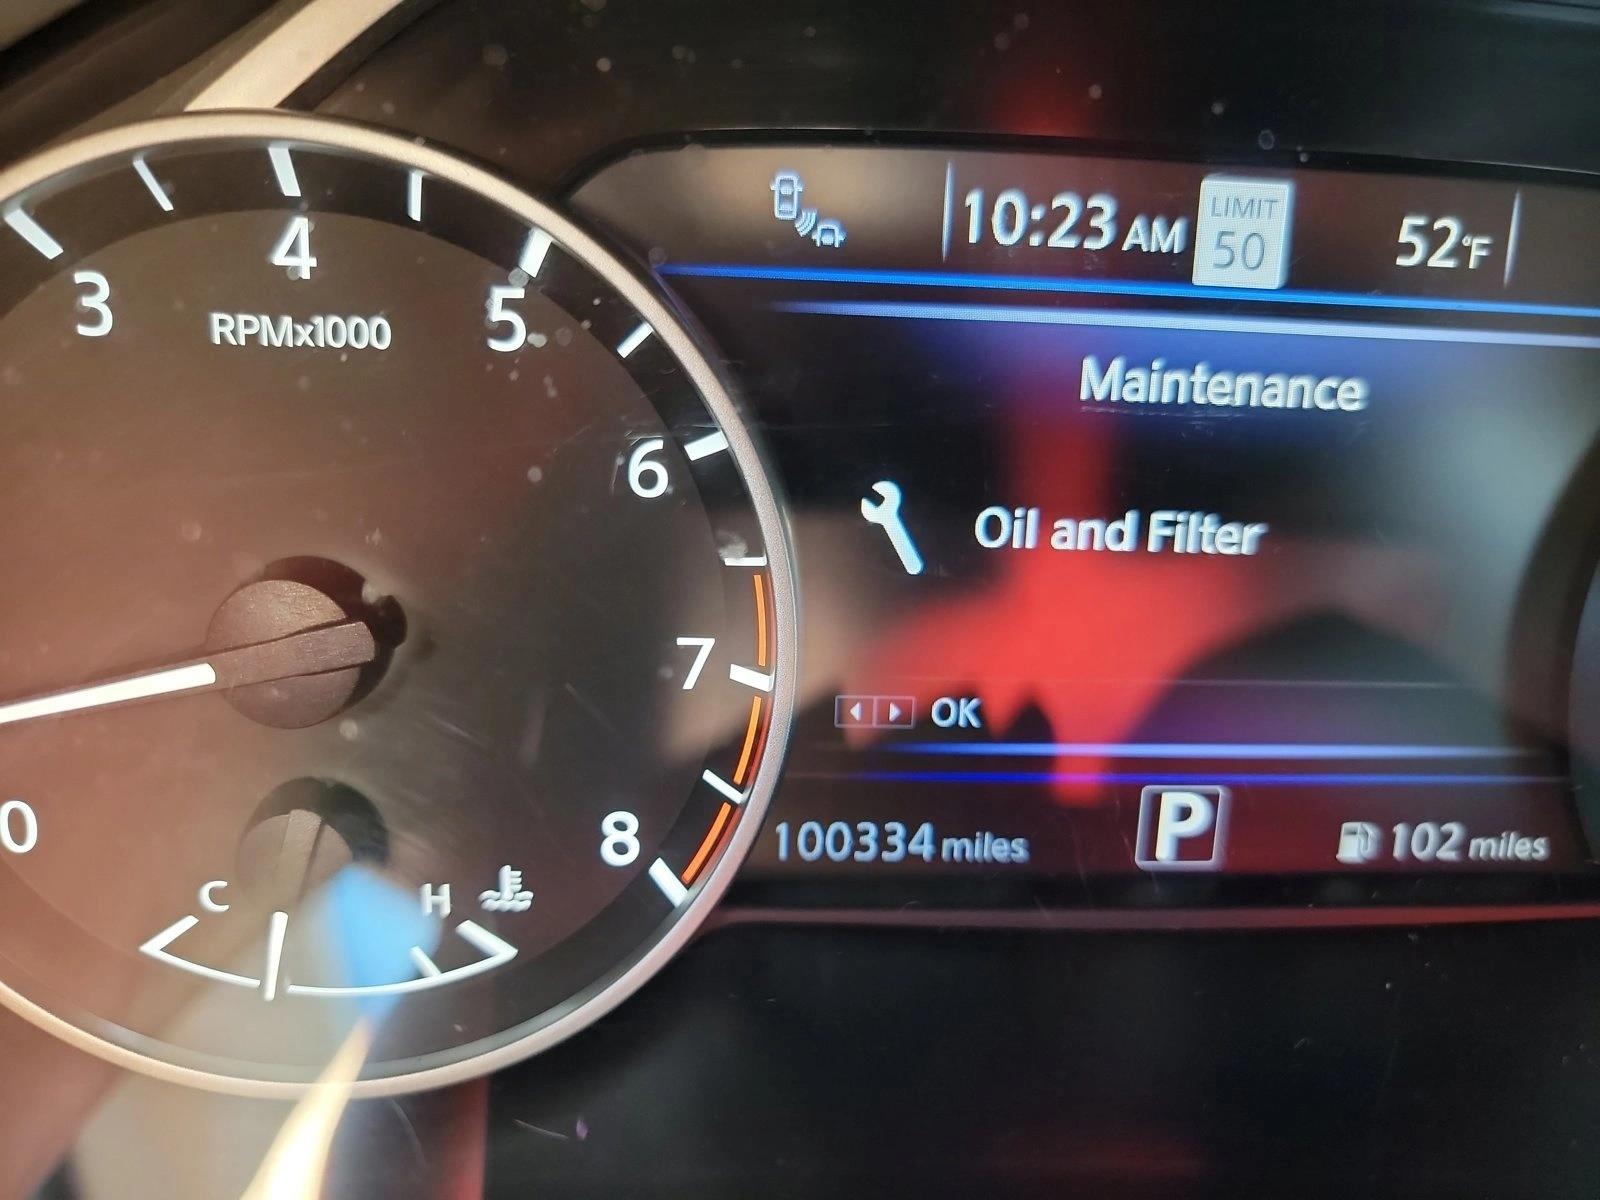 3
4
5
6
7
8
0
RPMx1000
C
H
10:23 AM
LIMIT
50
52°F
Maintenance
Oil and Filter
OK
100334 miles
P
102 miles